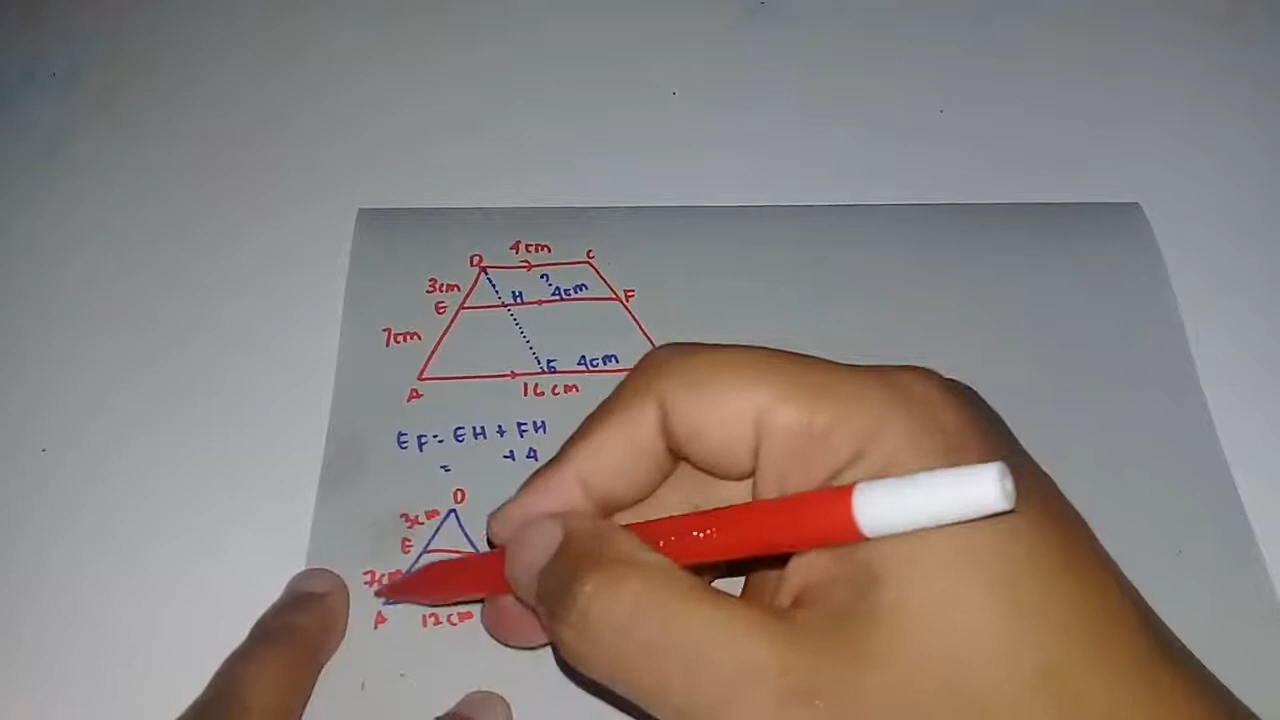 4cm
D C
3cm ?
H 4cm
E F
7cm
4cm
A 16cm
EF = EH + FH
= +4
D
3cm
E
7cm
A 12cm